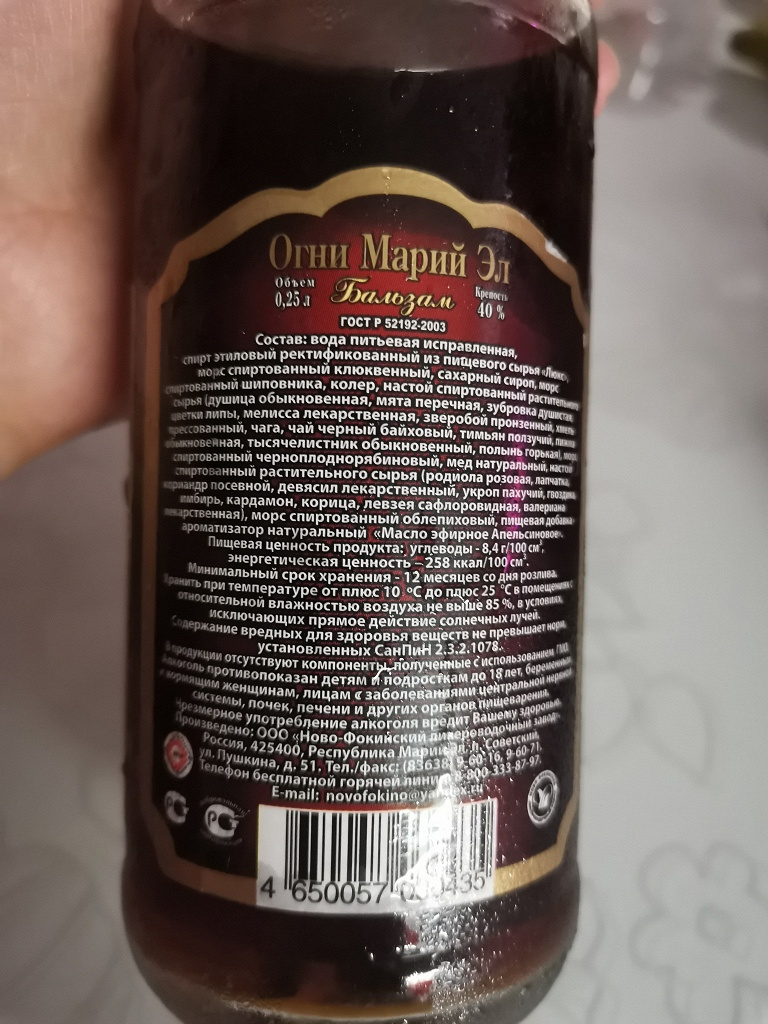 Огни Марий Эл
Объем
0,25 л
Бальзам
Крепость
40 %
ГОСТ Р 52192-2003
Состав: вода питьевая исправленная,
спирт этиловый ректификованный из пищевого сырья «Люкс»,
морс спиртованный клюквенный, сахарный сироп, морс
спиртованный шиповника, колер, настой спиртованный растительного
сырья (душица обыкновенная, мята перечная, зубровка душистая,
цветки липы, мелисса лекарственная, зверобой пронзенный,
прессованный, чага, чай черный байховый, тимьян ползучий, пижма
обыкновенная, тысячелистник обыкновенный, полынь горькая), морс
спиртованный черноплоднорябиновый, мед натуральный, настой
спиртованный растительного сырья (родиола розовая, лапчатка,
кориандр посевной, девясил лекарственный, укроп пахучий, гвоздика,
имбирь, кардамон, корица, левзея сафлоровидная, валериана
лекарственная), морс спиртованный облепиховый, пищевая добавка-
ароматизатор натуральный «Масло эфирное Апельсиновое».
Пищевая ценность продукта: углеводы - 8,4 г/100 см³,
энергетическая ценность – 258 ккал/100 см³.
Минимальный срок хранения - 12 месяцев со дня розлива.
Хранить при температуре от плюс 10 °С до плюс 25 °С в помещениях с
относительной влажностью воздуха не выше 85 %, в условиях,
исключающих прямое действие солнечных лучей.
Содержание вредных для здоровья веществ не превышает норм,
установленных СанПиН 2.3.2.1078.
В продукции отсутствуют компоненты, полученные с использованием ГМО.
Алкоголь противопоказан детям и подросткам до 18 лет, беременным
и кормящим женщинам, лицам с заболеваниями центральной нервной
системы, почек, печени и других органов пищеварения.
Чрезмерное употребление алкоголя вредит Вашему здоровью.
Произведено: ООО «Ново-Фокинский ликероводочный завод»
Россия, 425400, Республика Марий Эл, п. Советский,
ул. Пушкина, д. 51. Тел./факс: (83638) 9-60-16, 9-60-71.
Телефон бесплатной горячей линии 8-800-333-87-97.
E-mail: novofokino@yandex.ru
4 650057